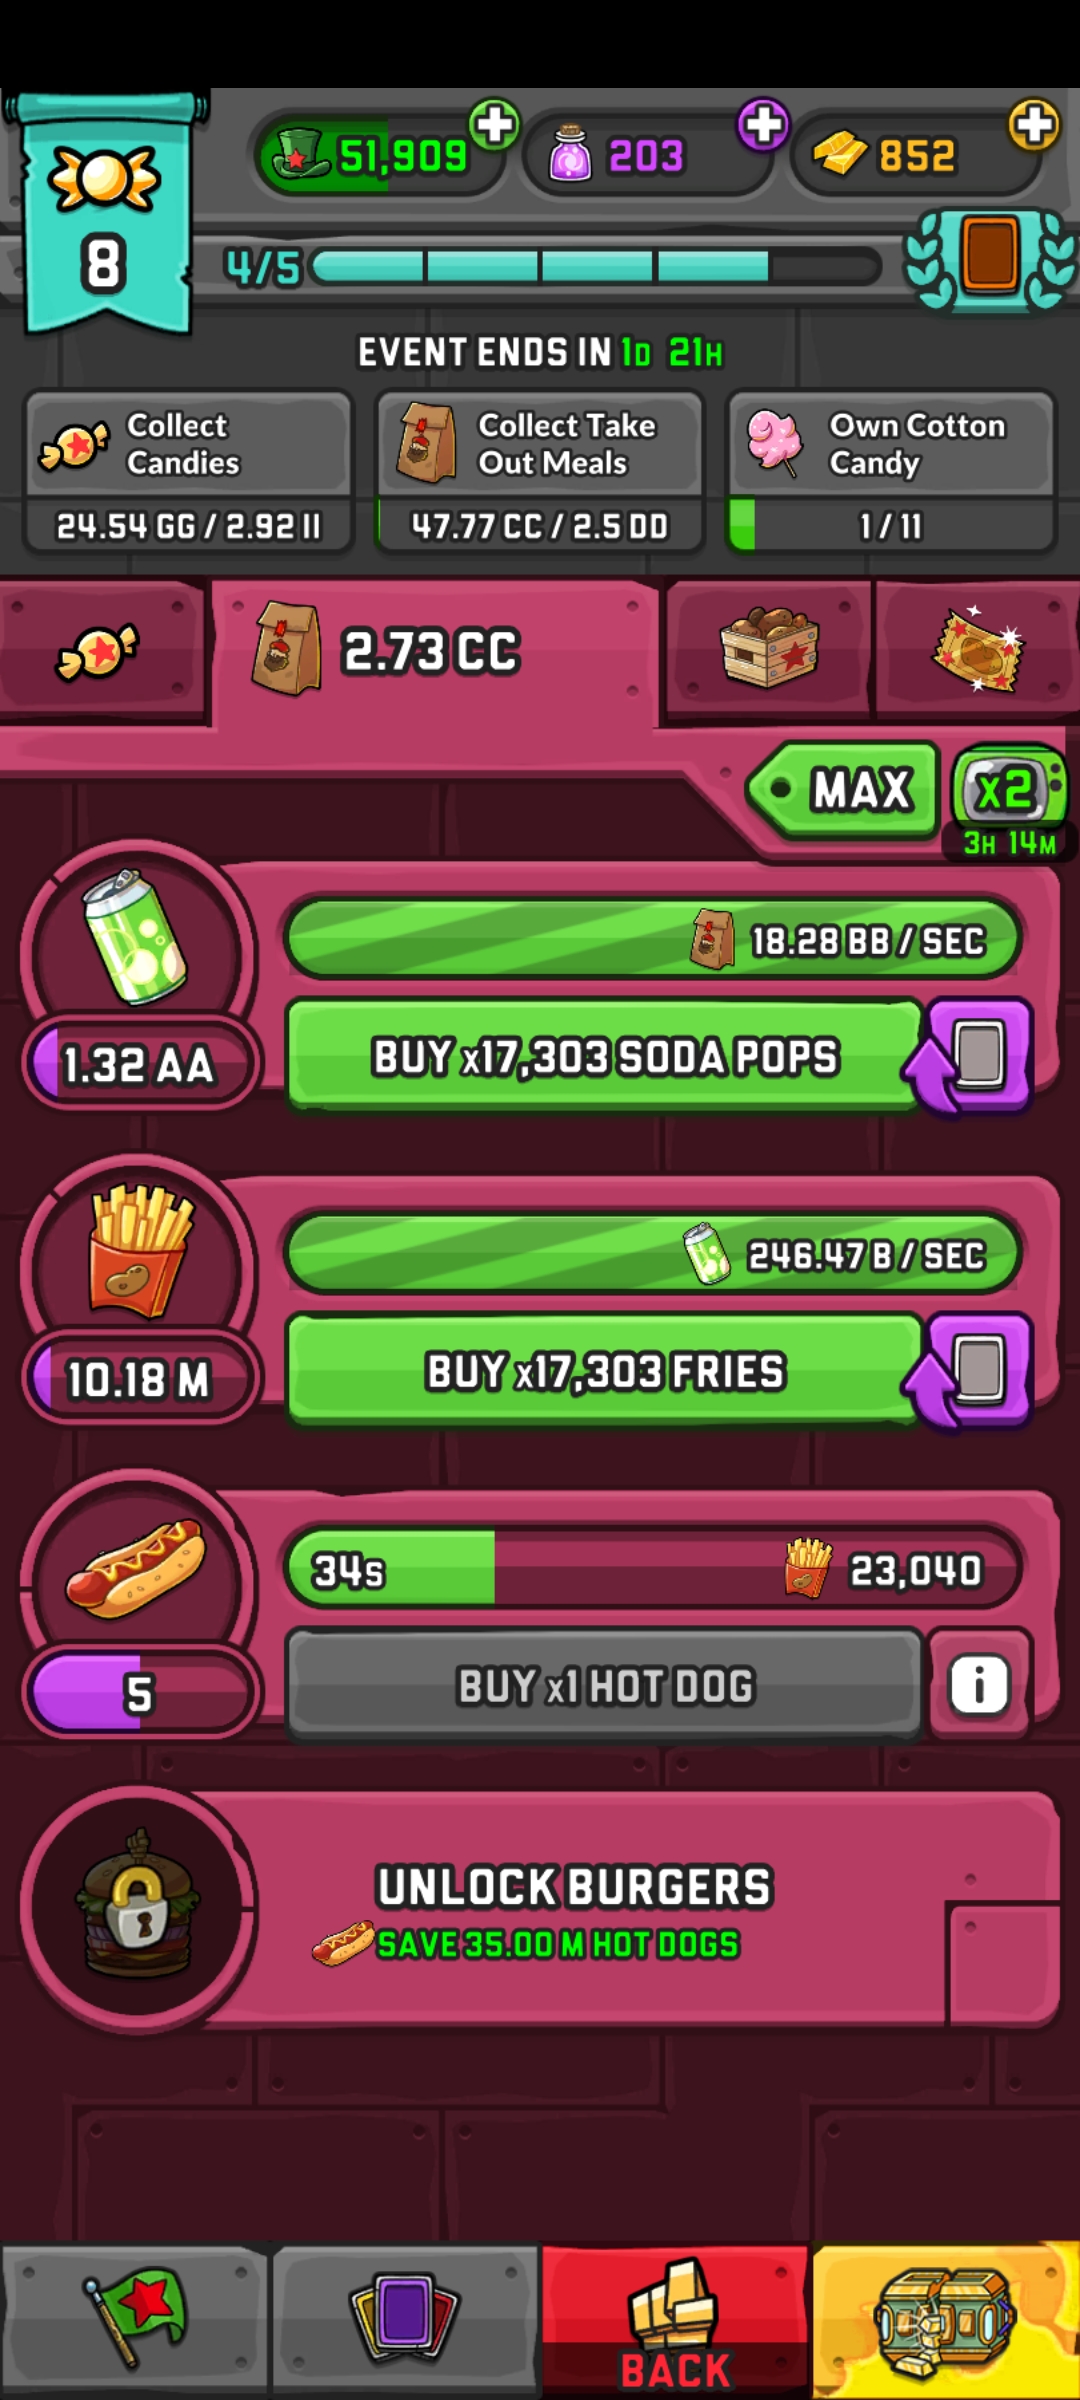 51,909
203
852
8
4/5
EVENT ENDS IN 1D 21H
Collect
Candies
24.54 GG / 2.92 II
Collect Take
Out Meals
47.77 CC / 2.5 DD
Own Cotton
Candy
1 / 11
2.73 CC
MAX
x2
3H 14M
18.28 BB / SEC
1.32 AA
BUY x17,303 SODA POPS
246.47 B / SEC
10.18 M
BUY x17,303 FRIES
34s
23,040
5
BUY x1 HOT DOG
i
UNLOCK BURGERS
SAVE 35.00 M HOT DOGS
BACK